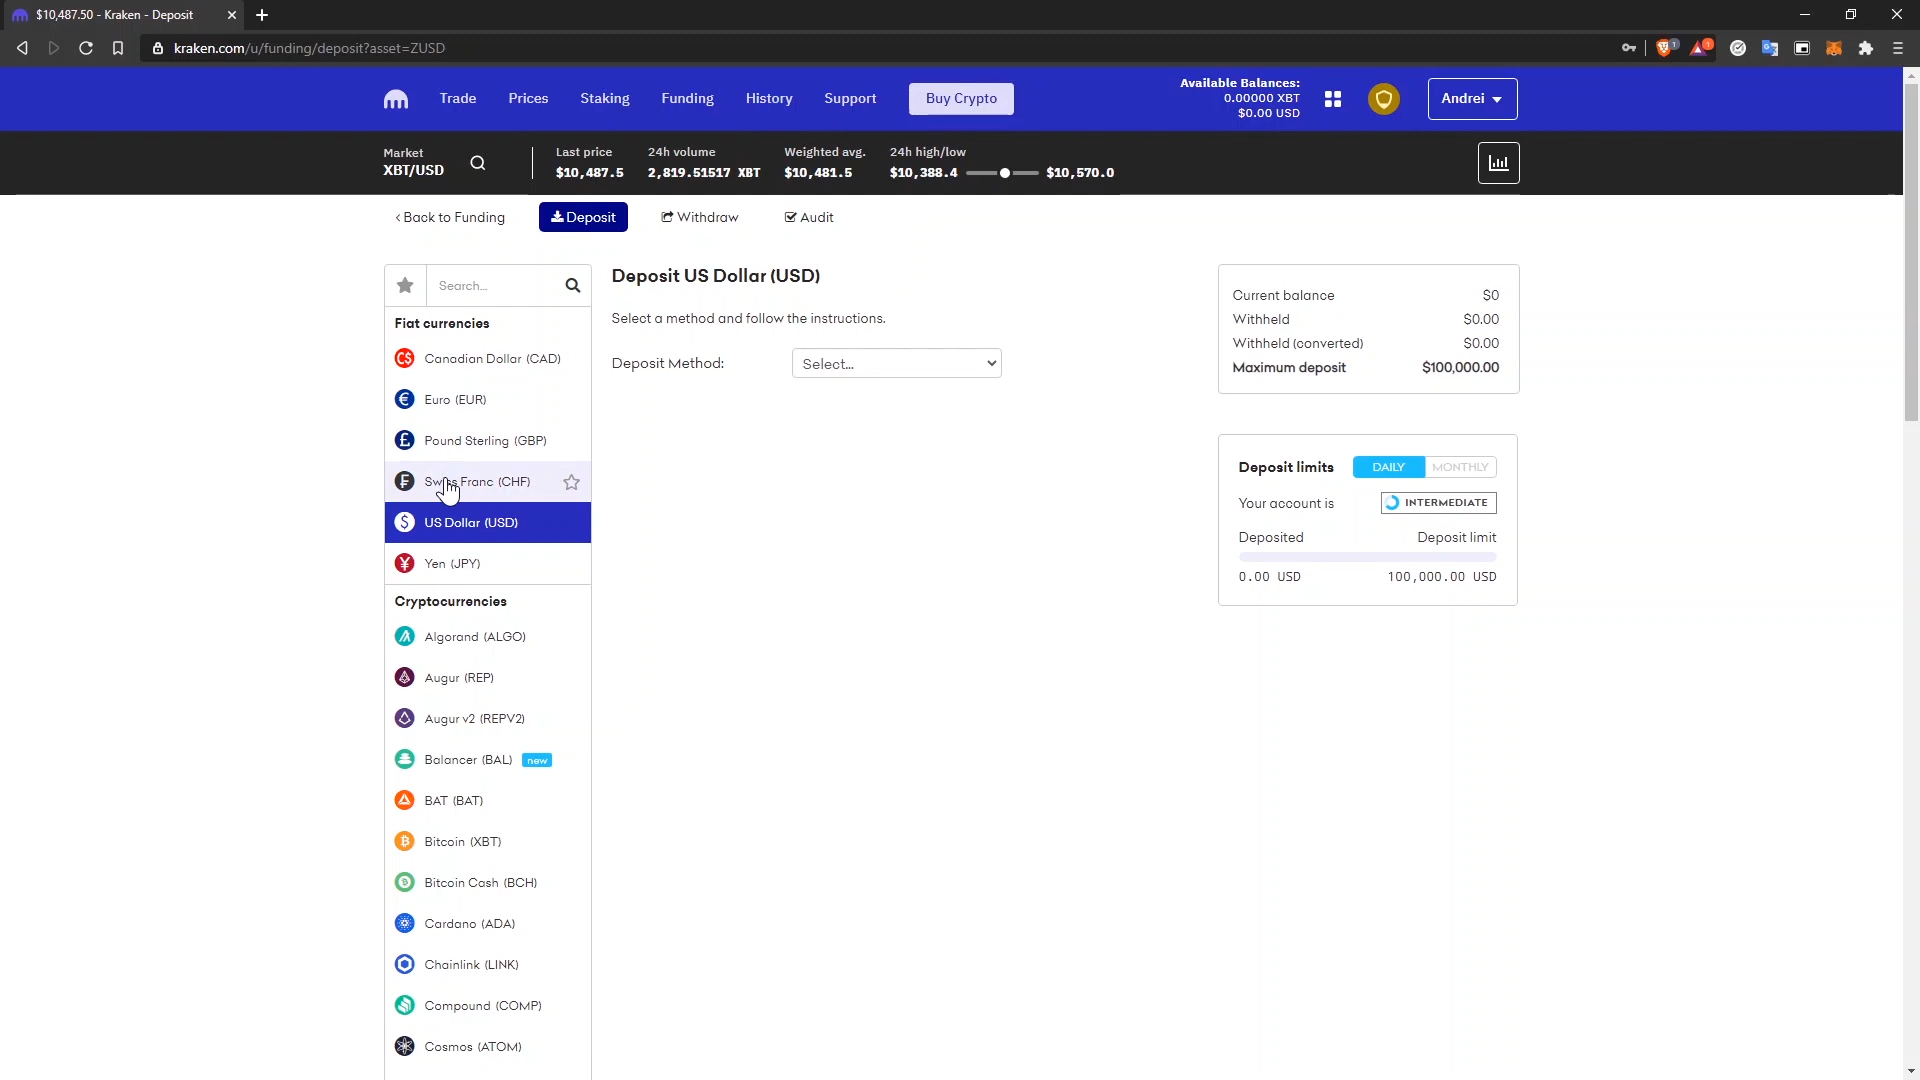 $10,487.50 - Kraken - Deposit
kraken.com/u/funding/deposit?asset=ZUSD
1
1
Trade Prices Staking Funding History Support Buy Crypto
Available Balances:
0.00000 XBT
$0.00 USD
Andrei
Market
XBT/USD
Last price
$10,487.5
24h volume
2,819.51517 XBT
Weighted avg.
$10,481.5
24h high/low
$10,388.4 $10,570.0
Back to Funding Deposit Withdraw Audit
Search...
Fiat currencies
C$ Canadian Dollar (CAD)
€ Euro (EUR)
£ Pound Sterling (GBP)
₣ Swiss Franc (CHF)
$ US Dollar (USD)
¥ Yen (JPY)
Cryptocurrencies
Algorand (ALGO)
Augur (REP)
Augur v2 (REPV2)
Balancer (BAL) new
BAT (BAT)
Bitcoin (XBT)
Bitcoin Cash (BCH)
Cardano (ADA)
Chainlink (LINK)
Compound (COMP)
Cosmos (ATOM)
Deposit US Dollar (USD)
Select a method and follow the instructions.
Deposit Method: Select...
Current balance $0
Withheld $0.00
Withheld (converted) $0.00
Maximum deposit $100,000.00
Deposit limits DAILY MONTHLY
Your account is INTERMEDIATE
Deposited Deposit limit
0.00 USD 100,000.00 USD